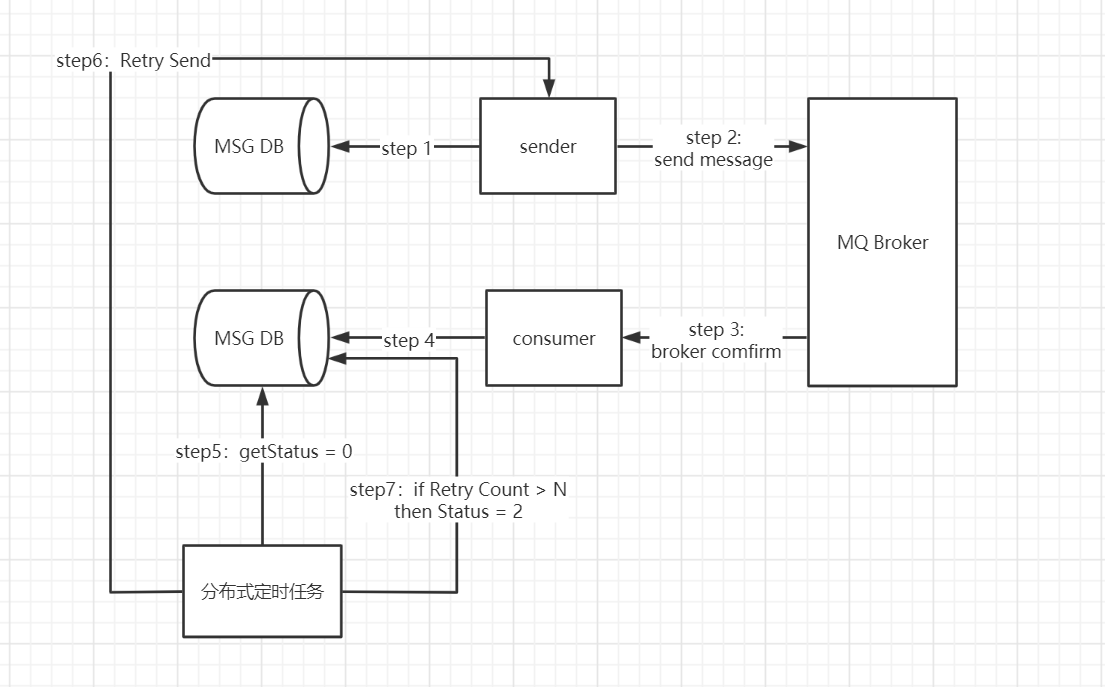 step6：Retry Send
MSG DB
step 1
sender
step 2:
send message
MQ Broker
MSG DB
step 4
consumer
step 3:
broker comfirm
step5：getStatus = 0
step7：if Retry Count > N
then Status = 2
分布式定时任务